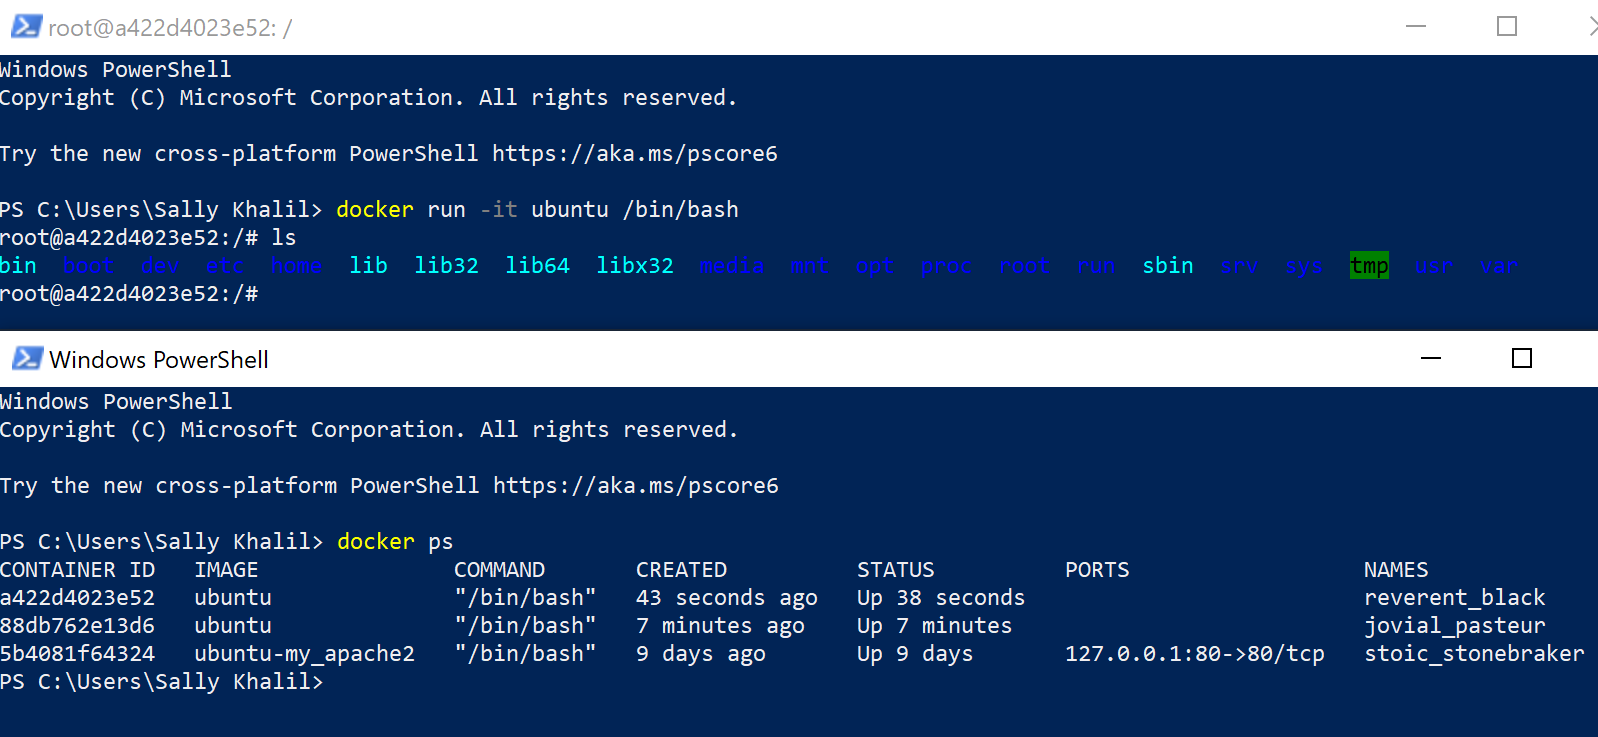 root@a422d4023e52: /
Windows PowerShell
Copyright (C) Microsoft Corporation. All rights reserved.
Try the new cross-platform PowerShell https://aka.ms/pscore6
PS C:\Users\Sally Khalil> docker run -it ubuntu /bin/bash
root@a422d4023e52:/# ls
bin boot dev etc home lib lib32 lib64 libx32 media mnt opt proc root run sbin srv sys tmp usr var
root@a422d4023e52:/#
Windows PowerShell
Windows PowerShell
Copyright (C) Microsoft Corporation. All rights reserved.
Try the new cross-platform PowerShell https://aka.ms/pscore6
PS C:\Users\Sally Khalil> docker ps
CONTAINER ID IMAGE COMMAND CREATED STATUS PORTS NAMES
a422d4023e52 ubuntu "/bin/bash" 43 seconds ago Up 38 seconds reverent_black
88db762e13d6 ubuntu "/bin/bash" 7 minutes ago Up 7 minutes jovial_pasteur
5b4081f64324 ubuntu-my_apache2 "/bin/bash" 9 days ago Up 9 days 127.0.0.1:80->80/tcp stoic_stonebraker
PS C:\Users\Sally Khalil>